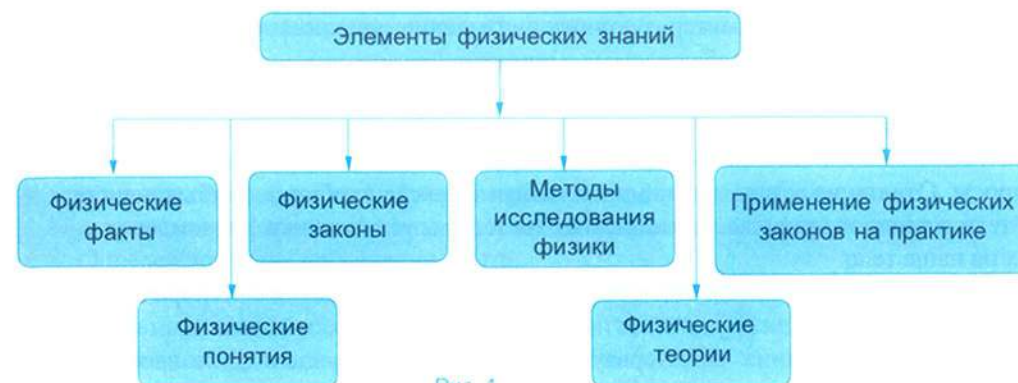 Элементы физических знаний
Физические
факты
Физические
законы
Методы
исследования
физики
Применение физических
законов на практике
Физические
понятия
Физические
теории